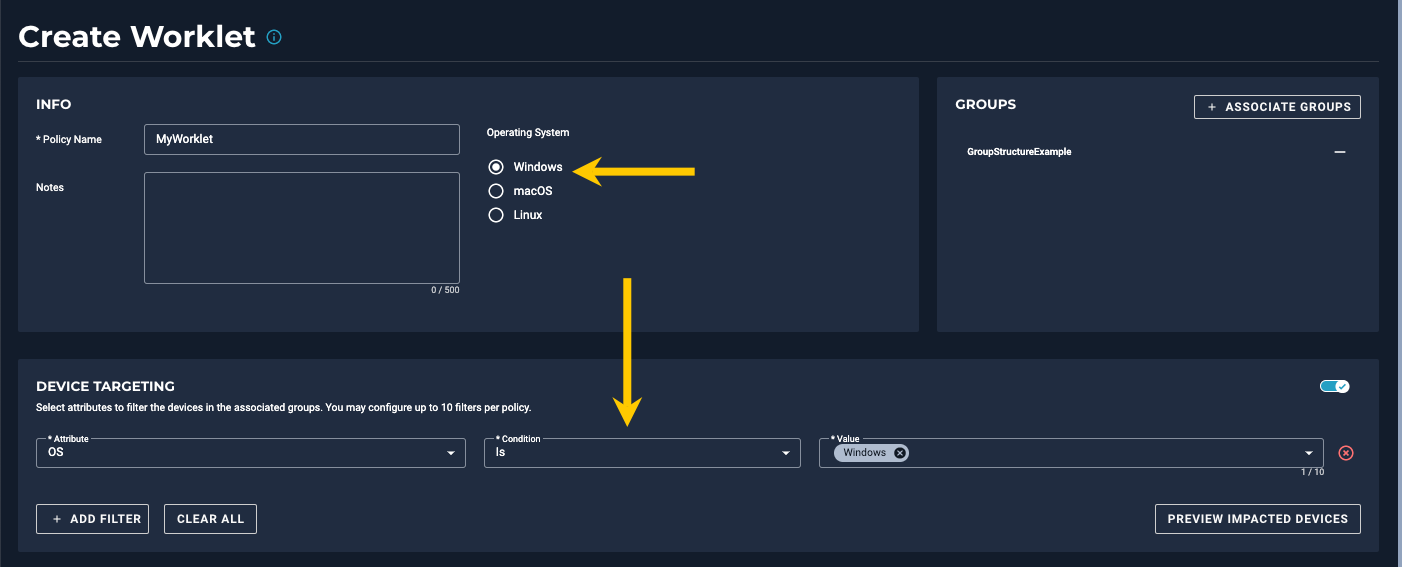 Create Worklet
INFO
* Policy Name
MyWorklet
Notes
0 / 500
Operating System
Windows
macOS
Linux
GROUPS
+ ASSOCIATE GROUPS
GroupStructureExample
DEVICE TARGETING
Select attributes to filter the devices in the associated groups. You may configure up to 10 filters per policy.
* Attribute
OS
* Condition
Is
* Value
Windows
1 / 10
+ ADD FILTER
CLEAR ALL
PREVIEW IMPACTED DEVICES